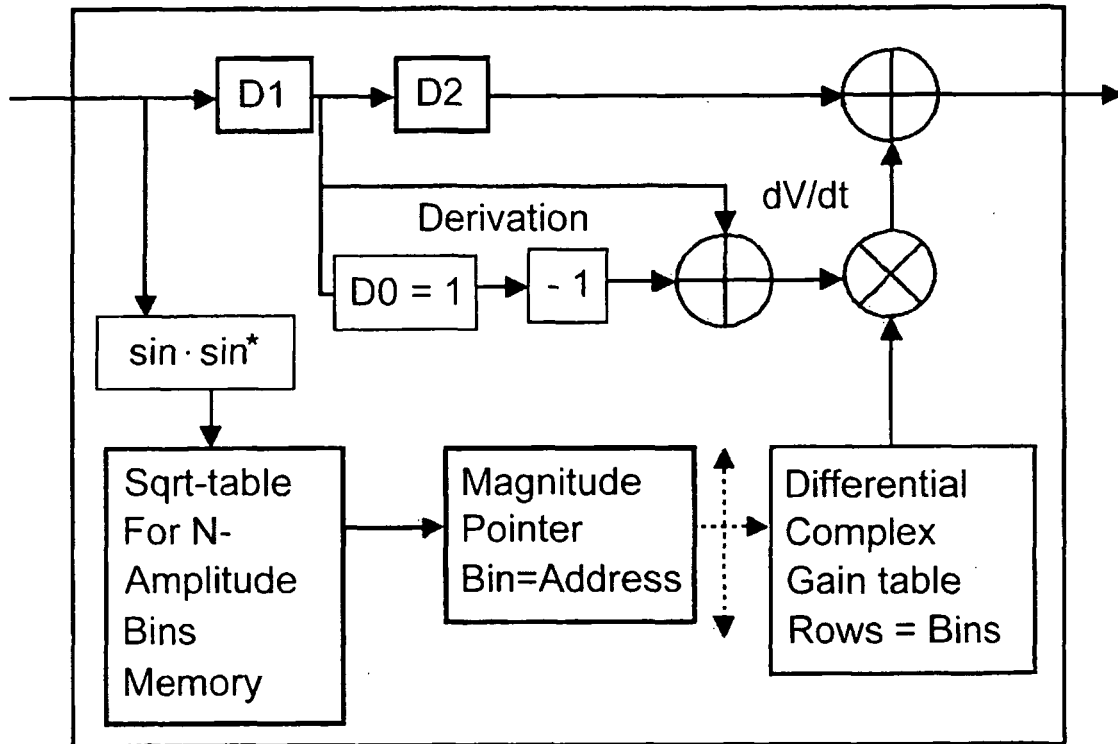 D1
D2
dV/dt
Derivation
D0 = 1
- 1
sin · sin*
Sqrt-table
For N-
Amplitude
Bins
Memory
Magnitude
Pointer
Bin=Address
Differential
Complex
Gain table
Rows = Bins